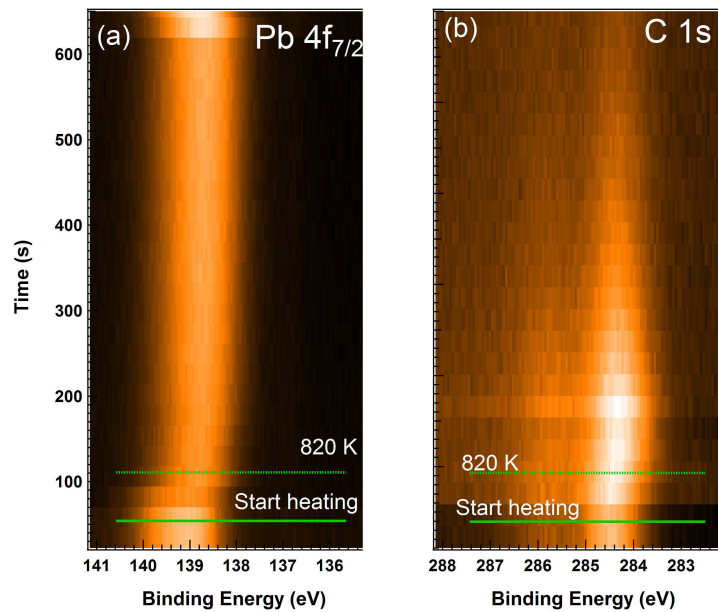 (a) Pb 4f7/2
(b) C 1s
600
500
400
300
200
100
Time (s)
820 K
Start heating
820 K
Start heating
141 140 139 138 137 136
288 287 286 285 284 283
Binding Energy (eV)
Binding Energy (eV)